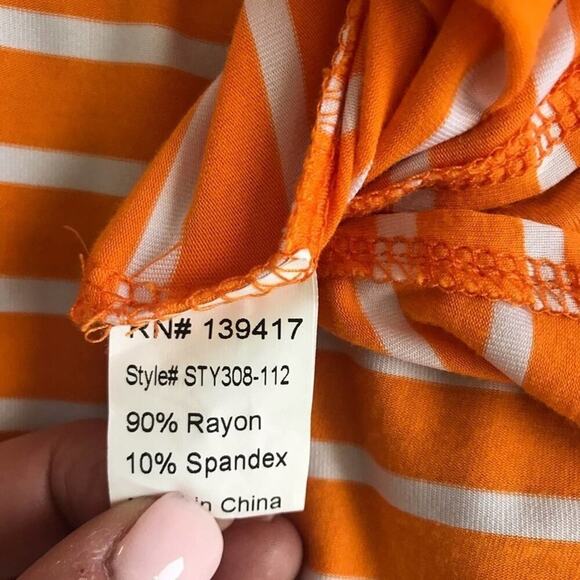 RN# 139417
Style# STY308-112
90% Rayon
10% Spandex
in China